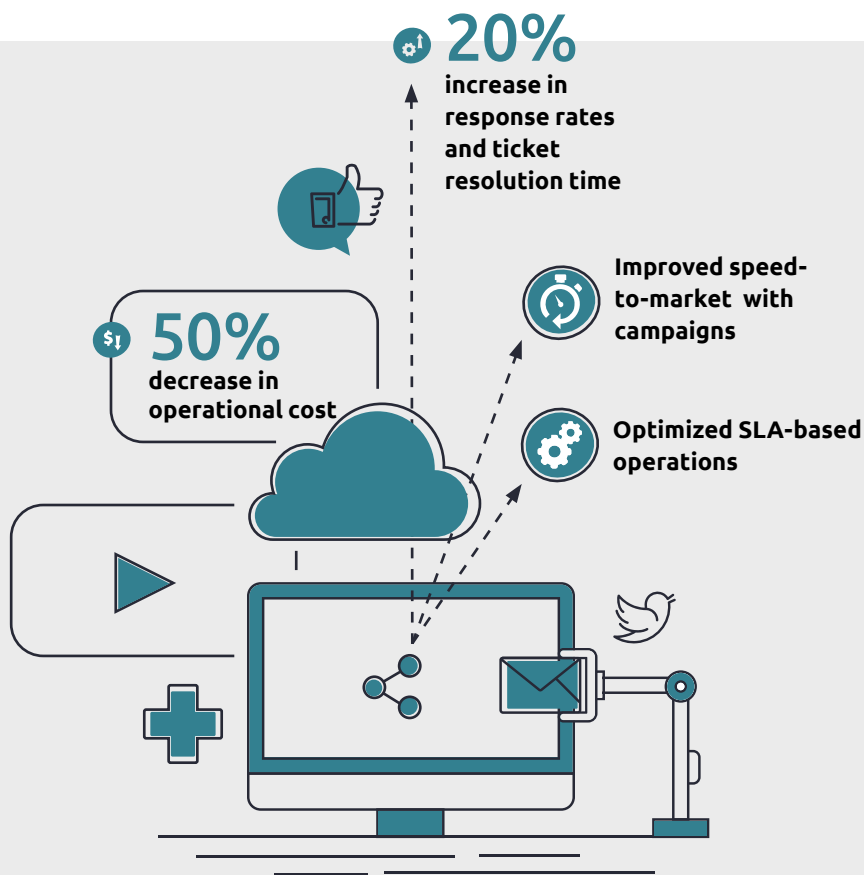 20%
increase in
response rates
and ticket
resolution time
Improved speed-
to-market with
campaigns
$
50%
decrease in
operational cost
Optimized SLA-based
operations